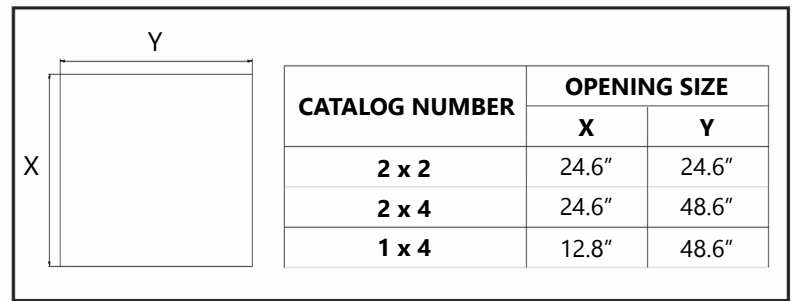 Y
X
CATALOG NUMBER
OPENING SIZE
X Y
2 x 2 24.6” 24.6”
2 x 4 24.6” 48.6”
1 x 4 12.8” 48.6”